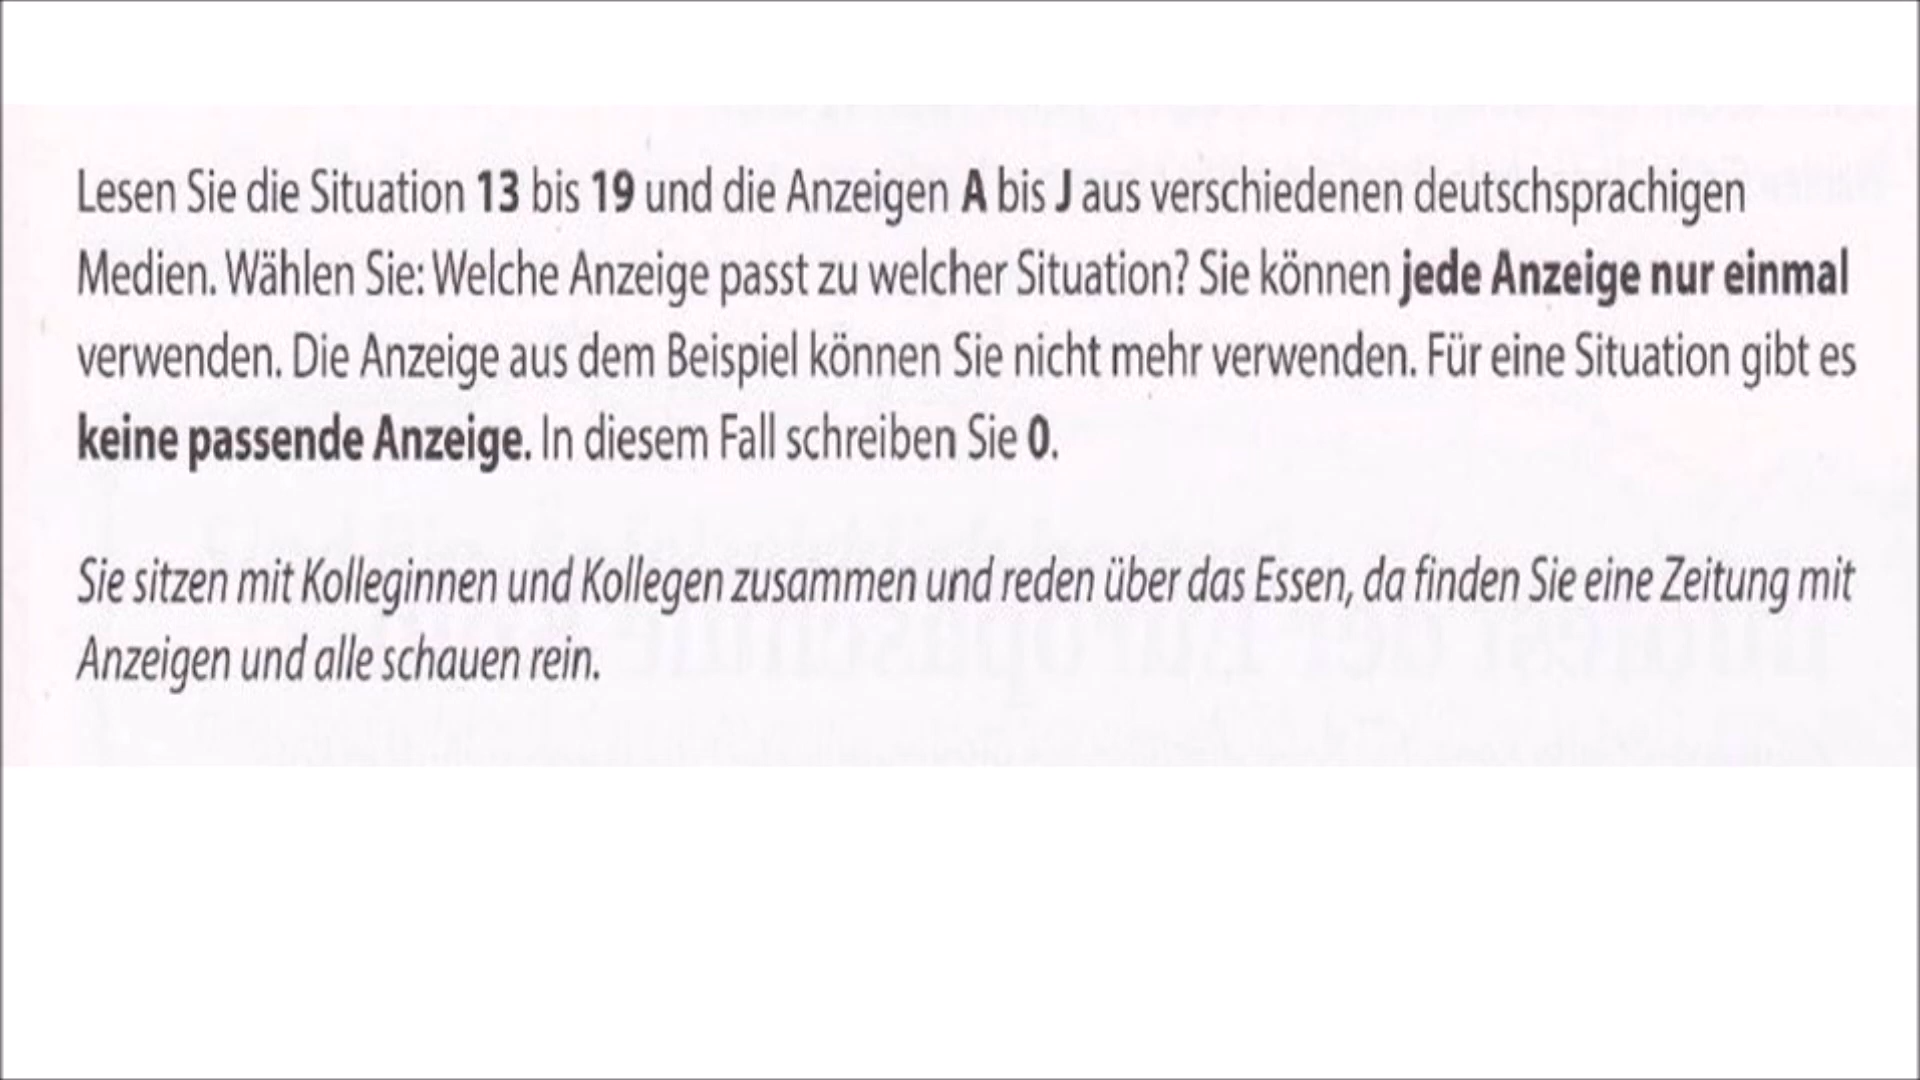 Lesen Sie die Situation 13 bis 19 und die Anzeigen A bis J aus verschiedenen deutschsprachigen
Medien. Wählen Sie: Welche Anzeige passt zu welcher Situation? Sie können jede Anzeige nur einmal
verwenden. Die Anzeige aus dem Beispiel können Sie nicht mehr verwenden. Für eine Situation gibt es
keine passende Anzeige. In diesem Fall schreiben Sie 0.
Sie sitzen mit Kolleginnen und Kollegen zusammen und reden über das Essen, da finden Sie eine Zeitung mit
Anzeigen und alle schauen rein.